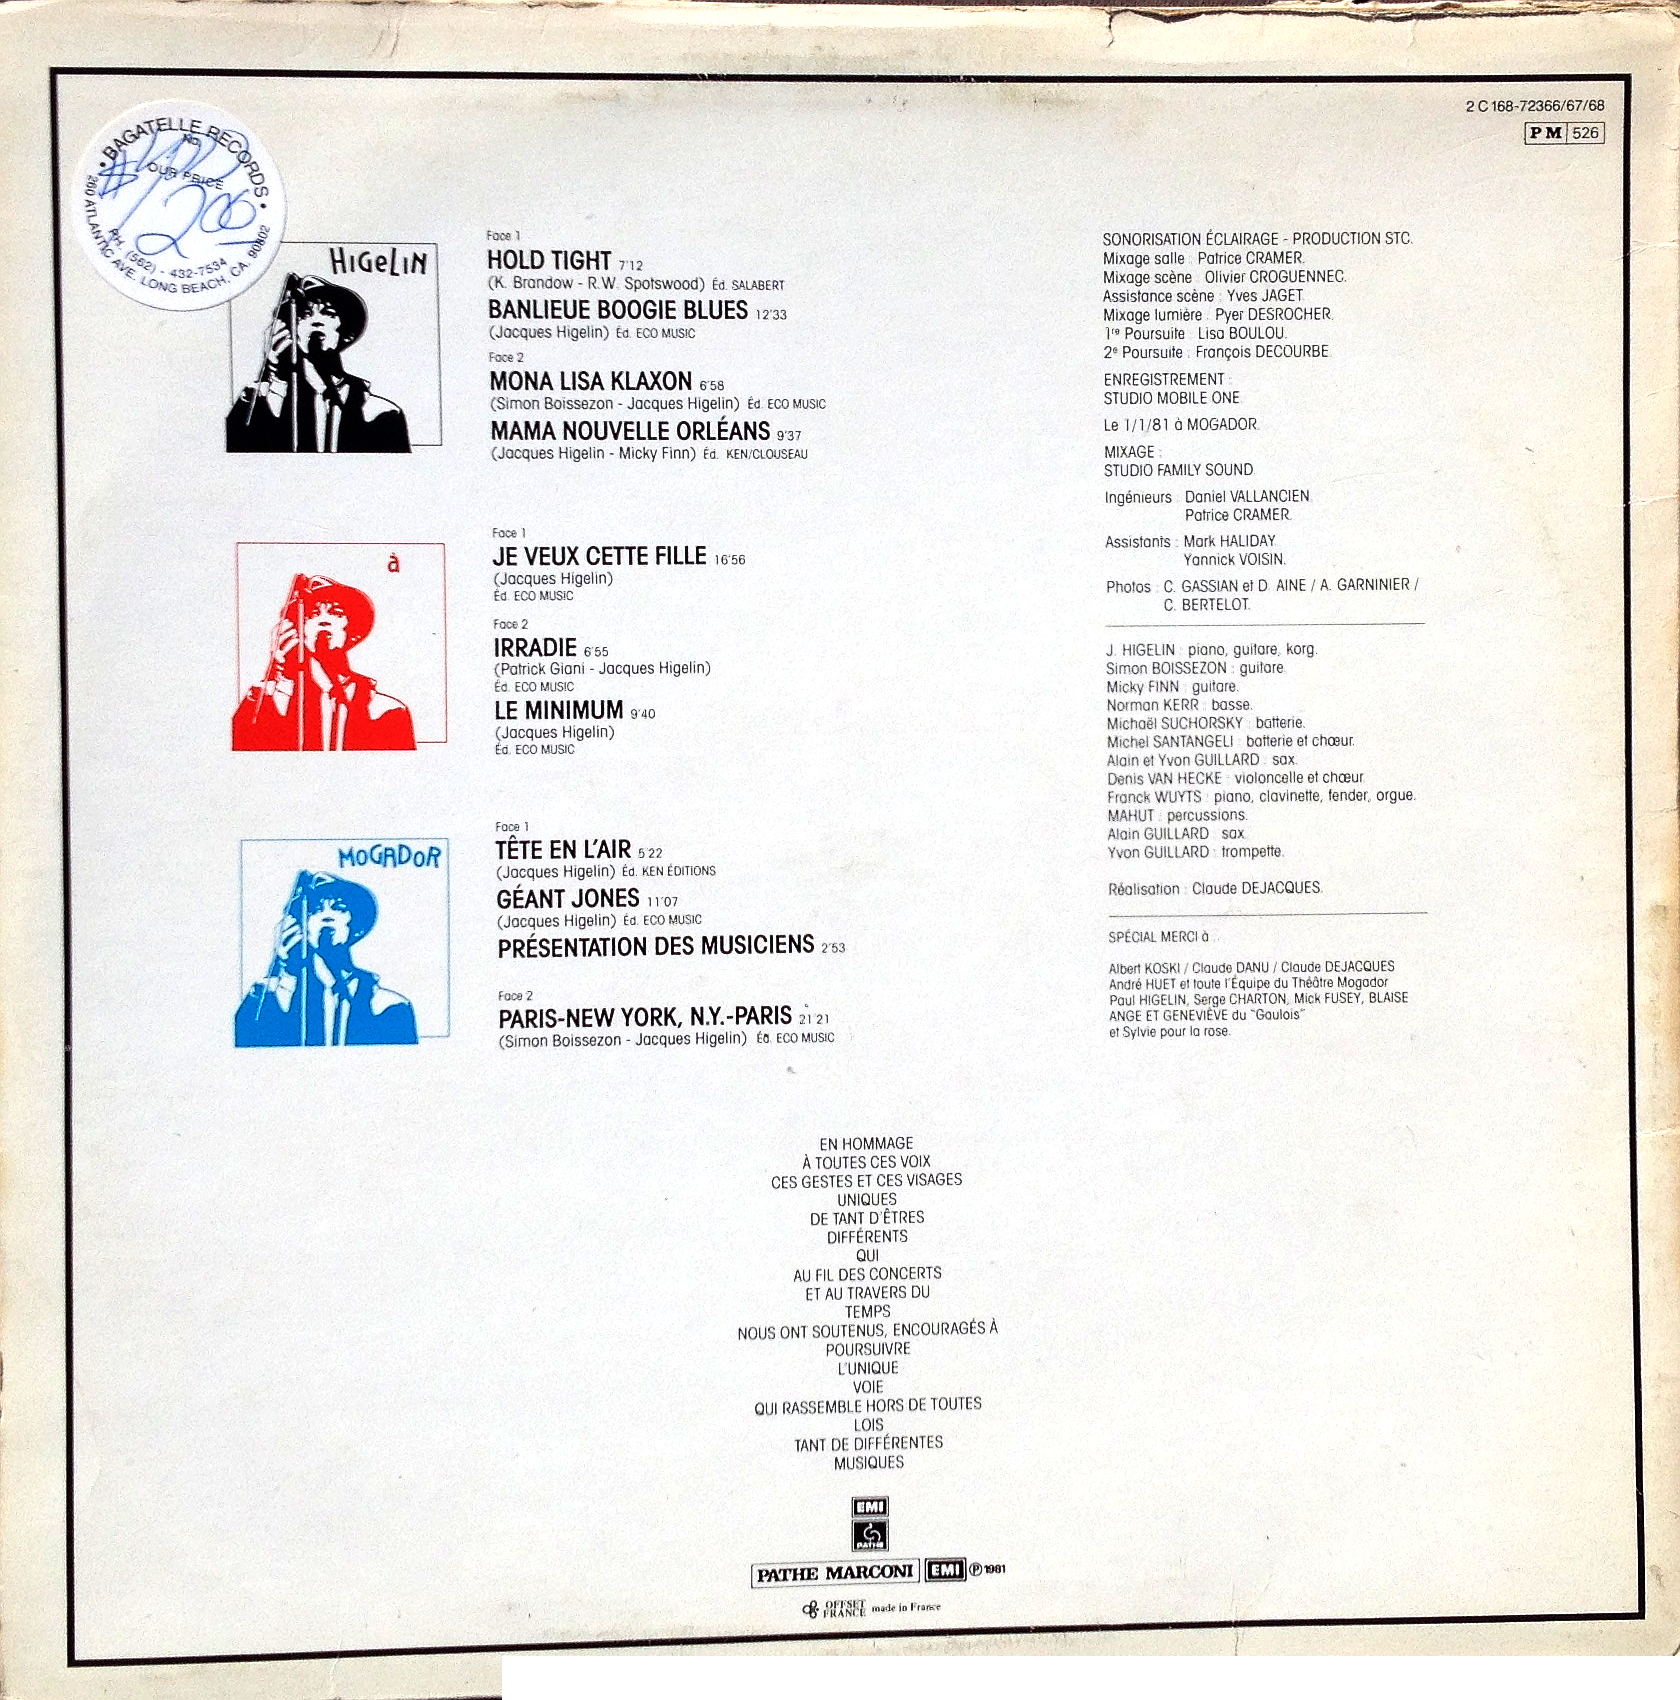 2 C 168-72366/67/68
PM 526
• BAGATELLE RECORDS •
No.
OUR PRICE
$
1200
PH. (562) - 432-7534
260 ATLANTIC AVE. LONG BEACH, CA. 90802
HiGeLiN
Face 1
HOLD TIGHT 7'12
(K. Brandow - R.W. Spotswood) Éd. SALABERT
BANLIEUE BOOGIE BLUES 12'33
(Jacques Higelin) Éd. ECO MUSIC
Face 2
MONA LISA KLAXON 6'58
(Simon Boissezon - Jacques Higelin) Éd. ECO MUSIC
MAMA NOUVELLE ORLÉANS 9'37
(Jacques Higelin - Micky Finn) Éd. KEN/CLOUSEAU
à
Face 1
JE VEUX CETTE FILLE 16'56
(Jacques Higelin)
Éd. ECO MUSIC
Face 2
IRRADIE 6'55
(Patrick Giani - Jacques Higelin)
Éd. ECO MUSIC
LE MINIMUM 9'40
(Jacques Higelin)
Éd. ECO MUSIC
MOGADOR
Face 1
TÊTE EN L'AIR 5'22
(Jacques Higelin) Éd. KEN ÉDITIONS
GÉANT JONES 11'07
(Jacques Higelin) Éd. ECO MUSIC
PRÉSENTATION DES MUSICIENS 2'53
Face 2
PARIS-NEW YORK, N.Y.-PARIS 21'21
(Simon Boissezon - Jacques Higelin) Éd. ECO MUSIC
SONORISATION ÉCLAIRAGE - PRODUCTION STC.
Mixage salle : Patrice CRAMER.
Mixage scène : Olivier CROGUENNEC.
Assistance scène : Yves JAGET.
Mixage lumière : Pyer DESROCHER.
1re Poursuite : Lisa BOULOU.
2e Poursuite : François DECOURBE.
ENREGISTREMENT :
STUDIO MOBILE ONE.
Le 1/1/81 à MOGADOR.
MIXAGE :
STUDIO FAMILY SOUND.
Ingénieurs : Daniel VALLANCIEN.
Patrice CRAMER.
Assistants : Mark HALIDAY.
Yannick VOISIN.
Photos : C. GASSIAN et D. AINE / A. GARNINIER /
C. BERTELOT.
J. HIGELIN : piano, guitare, korg.
Simon BOISSEZON : guitare.
Micky FINN : guitare.
Norman KERR : basse.
Michaël SUCHORSKY : batterie.
Michel SANTANGELI : batterie et chœur.
Alain et Yvon GUILLARD : sax.
Denis VAN HECKE : violoncelle et chœur.
Franck WUYTS : piano, clavinette, fender, orgue.
MAHUT : percussions.
Alain GUILLARD : sax.
Yvon GUILLARD : trompette.
Réalisation : Claude DEJACQUES.
SPÉCIAL MERCI à...
Albert KOSKI / Claude DANU / Claude DEJACQUES
André HUET et toute l'Équipe du Théâtre Mogador
Paul HIGELIN, Serge CHARTON, Mick FUSEY, BLAISE
ANGE ET GENEVIÈVE du "Gaulois"
et Sylvie pour la rose.
EN HOMMAGE
À TOUTES CES VOIX
CES GESTES ET CES VISAGES
UNIQUES
DE TANT D'ÊTRES
DIFFÉRENTS
QUI
AU FIL DES CONCERTS
ET AU TRAVERS DU
TEMPS
NOUS ONT SOUTENUS, ENCOURAGÉS À
POURSUIVRE
L'UNIQUE
VOIE
QUI RASSEMBLE HORS DE TOUTES
LOIS
TANT DE DIFFÉRENTES
MUSIQUES
EMI
PATHE
PATHE MARCONI EMI ℗ 1981
OFFSET FRANCE made in France